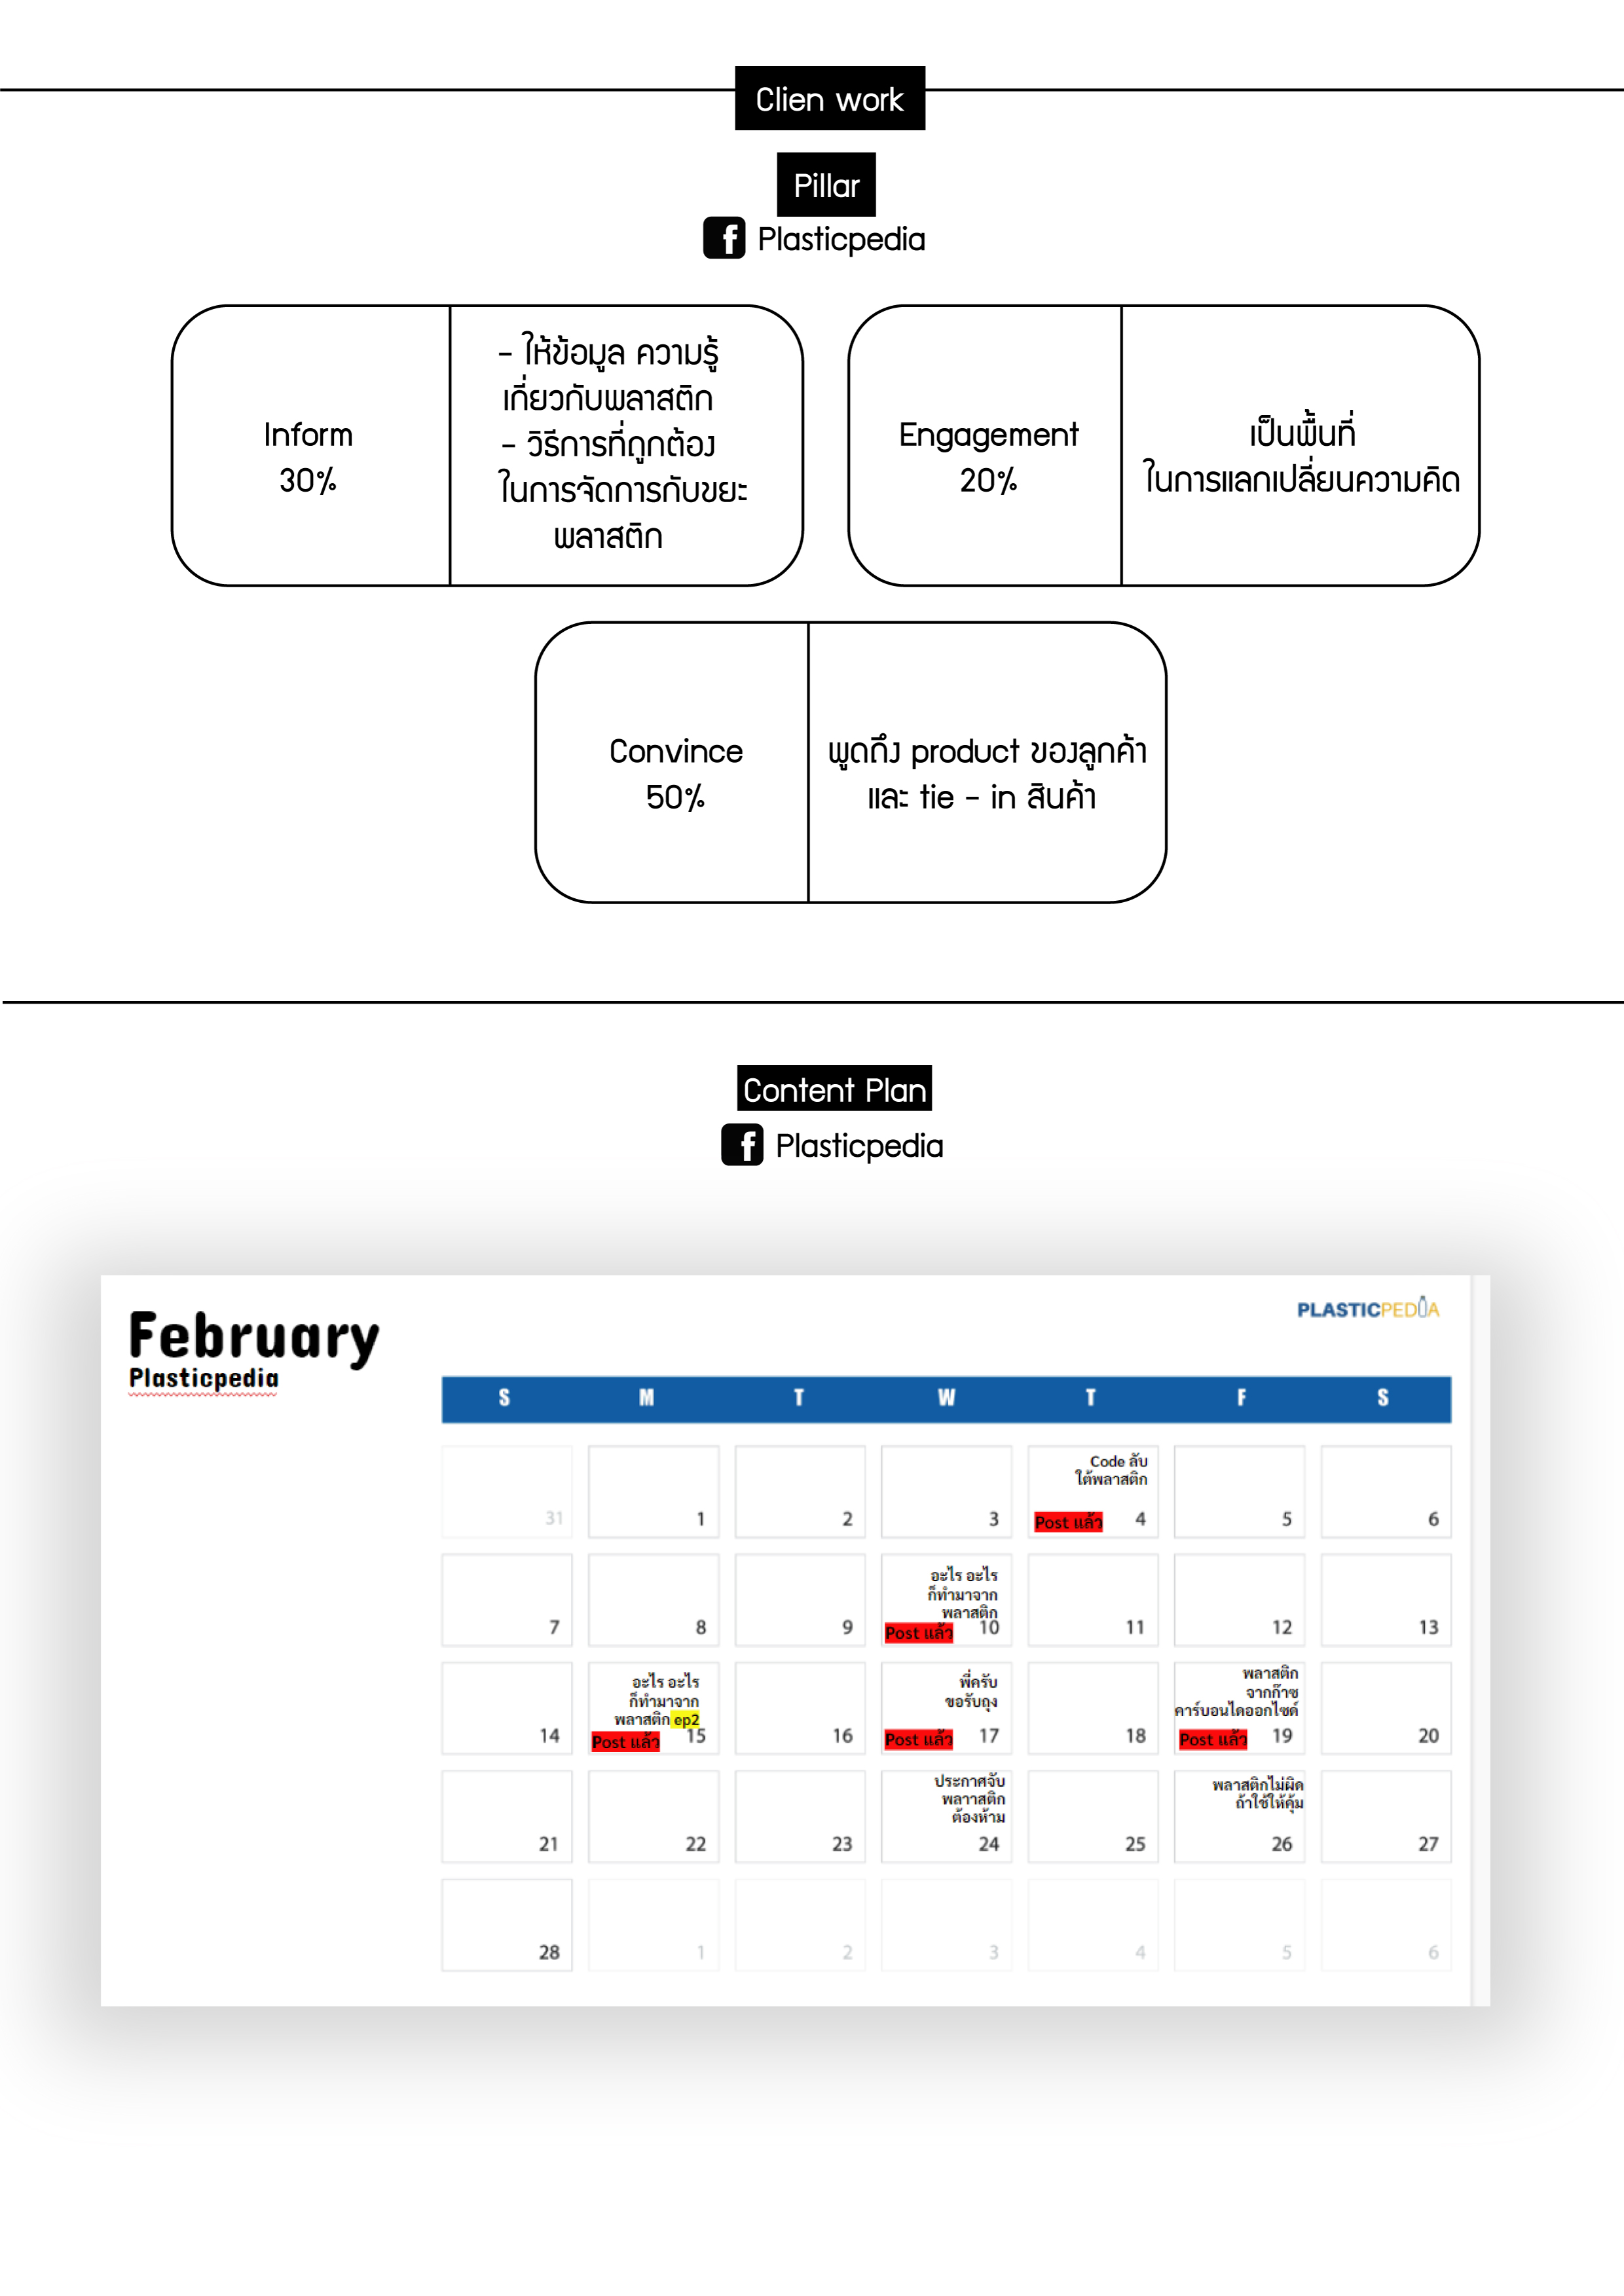 Clien work
Pillar
f Plasticpedia
Inform
30%
- ให้ข้อมูล ความรู้
เกี่ยวกับพลาสติก
- วิธีการที่ถูกต้อง
ในการจัดการกับขยะ
พลาสติก
Engagement
20%
เป็นพื้นที่
ในการแลกเปลี่ยนความคิด
Convince
50%
พูดถึง product ของลูกค้า
และ tie - in สินค้า
Content Plan
f Plasticpedia
February
Plasticpedia
PLASTICPEDIA
S M T W T F S
Code ลับ
ใต้พลาสติก
Post แล้ว
31 1 2 3 4 5 6
อะไร อะไร
ก็ทำมาจาก
พลาสติก
Post แล้ว
7 8 9 10 11 12 13
อะไร อะไร
ก็ทำมาจาก
พลาสติก ep2
Post แล้ว
พี่ครับ
ขอรับถุง
Post แล้ว
พลาสติก
จากก๊าซ
คาร์บอนไดออกไซด์
Post แล้ว
14 15 16 17 18 19 20
ประกาศจับ
พลาาสติก
ต้องห้าม
พลาสติกไม่ผิด
ถ้าใช้ให้คุ้ม
21 22 23 24 25 26 27
28 1 2 3 4 5 6